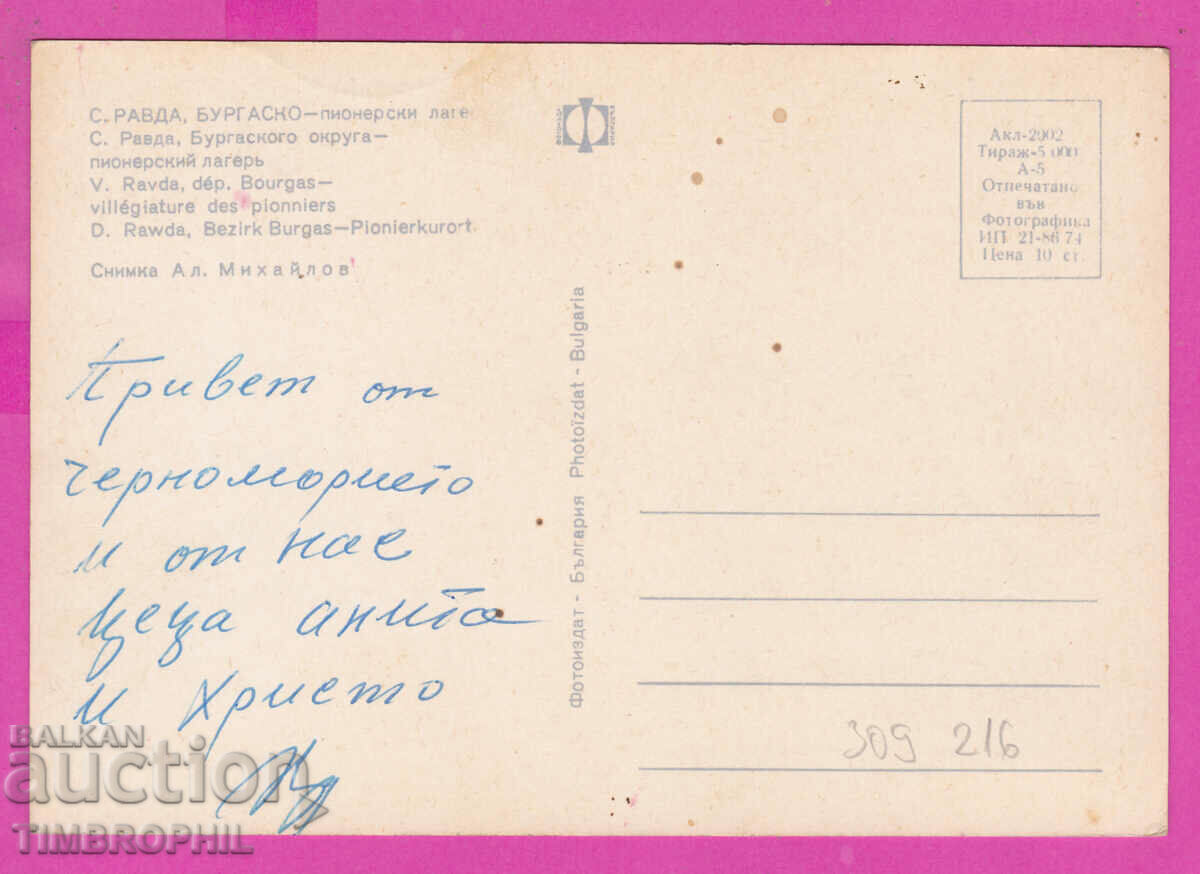 С. РАВДА, БУРГАСКО—пионерски лаге
С. Равда, Бургаского округа—
пионерский лагерь
V. Ravda, dép. Bourgas—
villégiature des pionniers
D. Rawda, Bezirk Burgas—Pionierkurort
Снимка Ал. Михайлов
Акл-2002
Тираж-5 000
А-5
Отпечатано
във
Фотографика
ИП 21-86 74
Цена 10 ст.
Фотоиздат - България Photoïzdat - Bulgaria
Привет от
черноморието
и от нас
Цеца анита
и Христо
309 216
BALKAN
auction
TIMBROPHIL